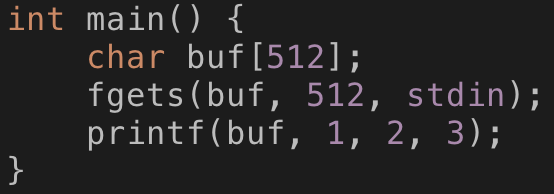 int main() {
    char buf[512];
    fgets(buf, 512, stdin);
    printf(buf, 1, 2, 3);
}